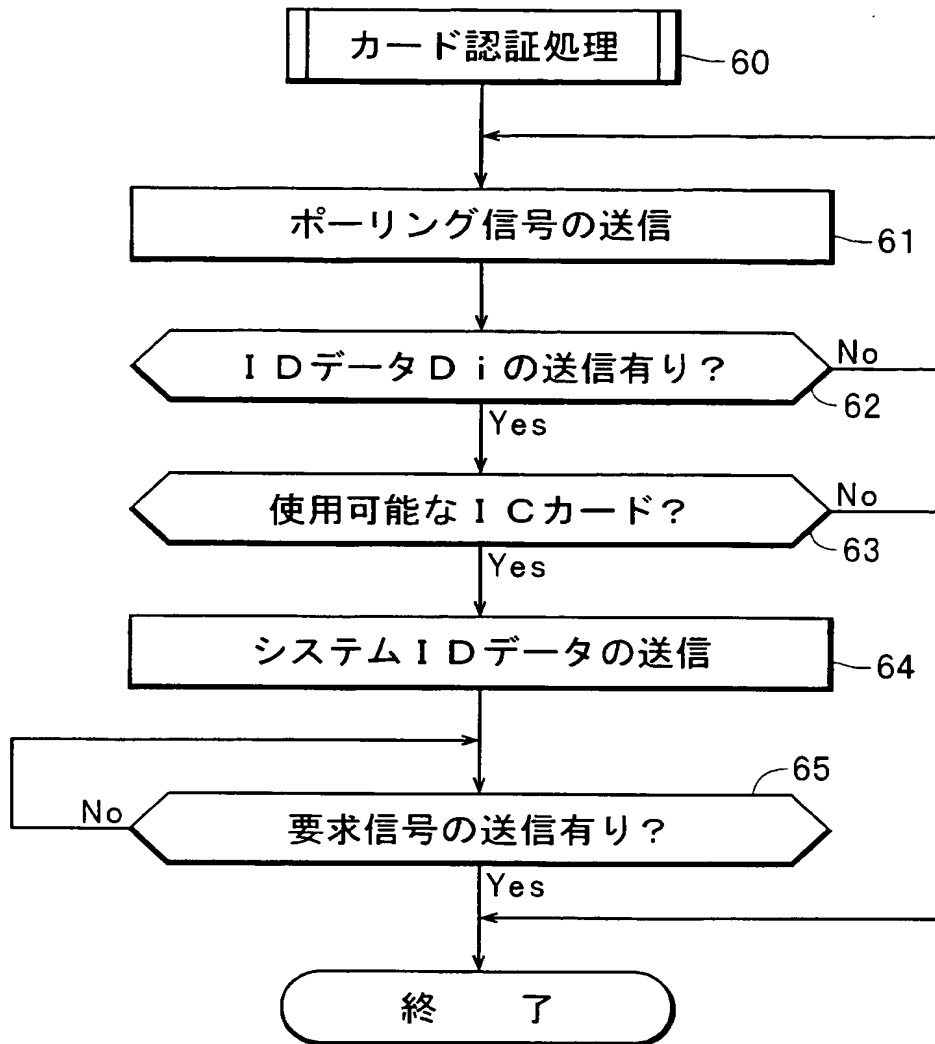 カード認証処理
60
ポーリング信号の送信
61
IDデータDiの送信有り?
No
62
Yes
使用可能なICカード?
No
63
Yes
システムIDデータの送信
64
65
No
要求信号の送信有り?
Yes
終 了